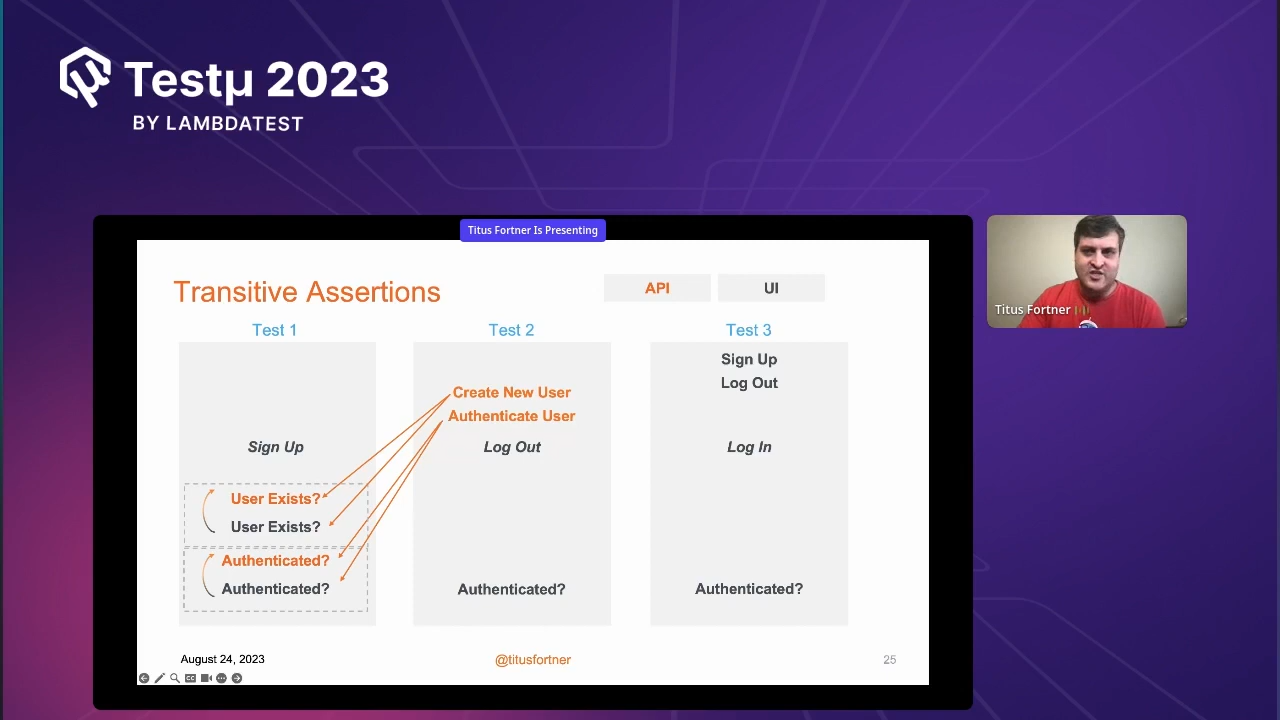 Testμ 2023
BY LAMBDATEST
Titus Fortner Is Presenting
Transitive Assertions
API
UI
Test 1
Test 2
Test 3
Sign Up
Log Out
Create New User
Authenticate User
Sign Up
Log Out
Log In
User Exists?
User Exists?
Authenticated?
Authenticated?
Authenticated?
Authenticated?
August 24, 2023
@titusfortner
25
Titus Fortner